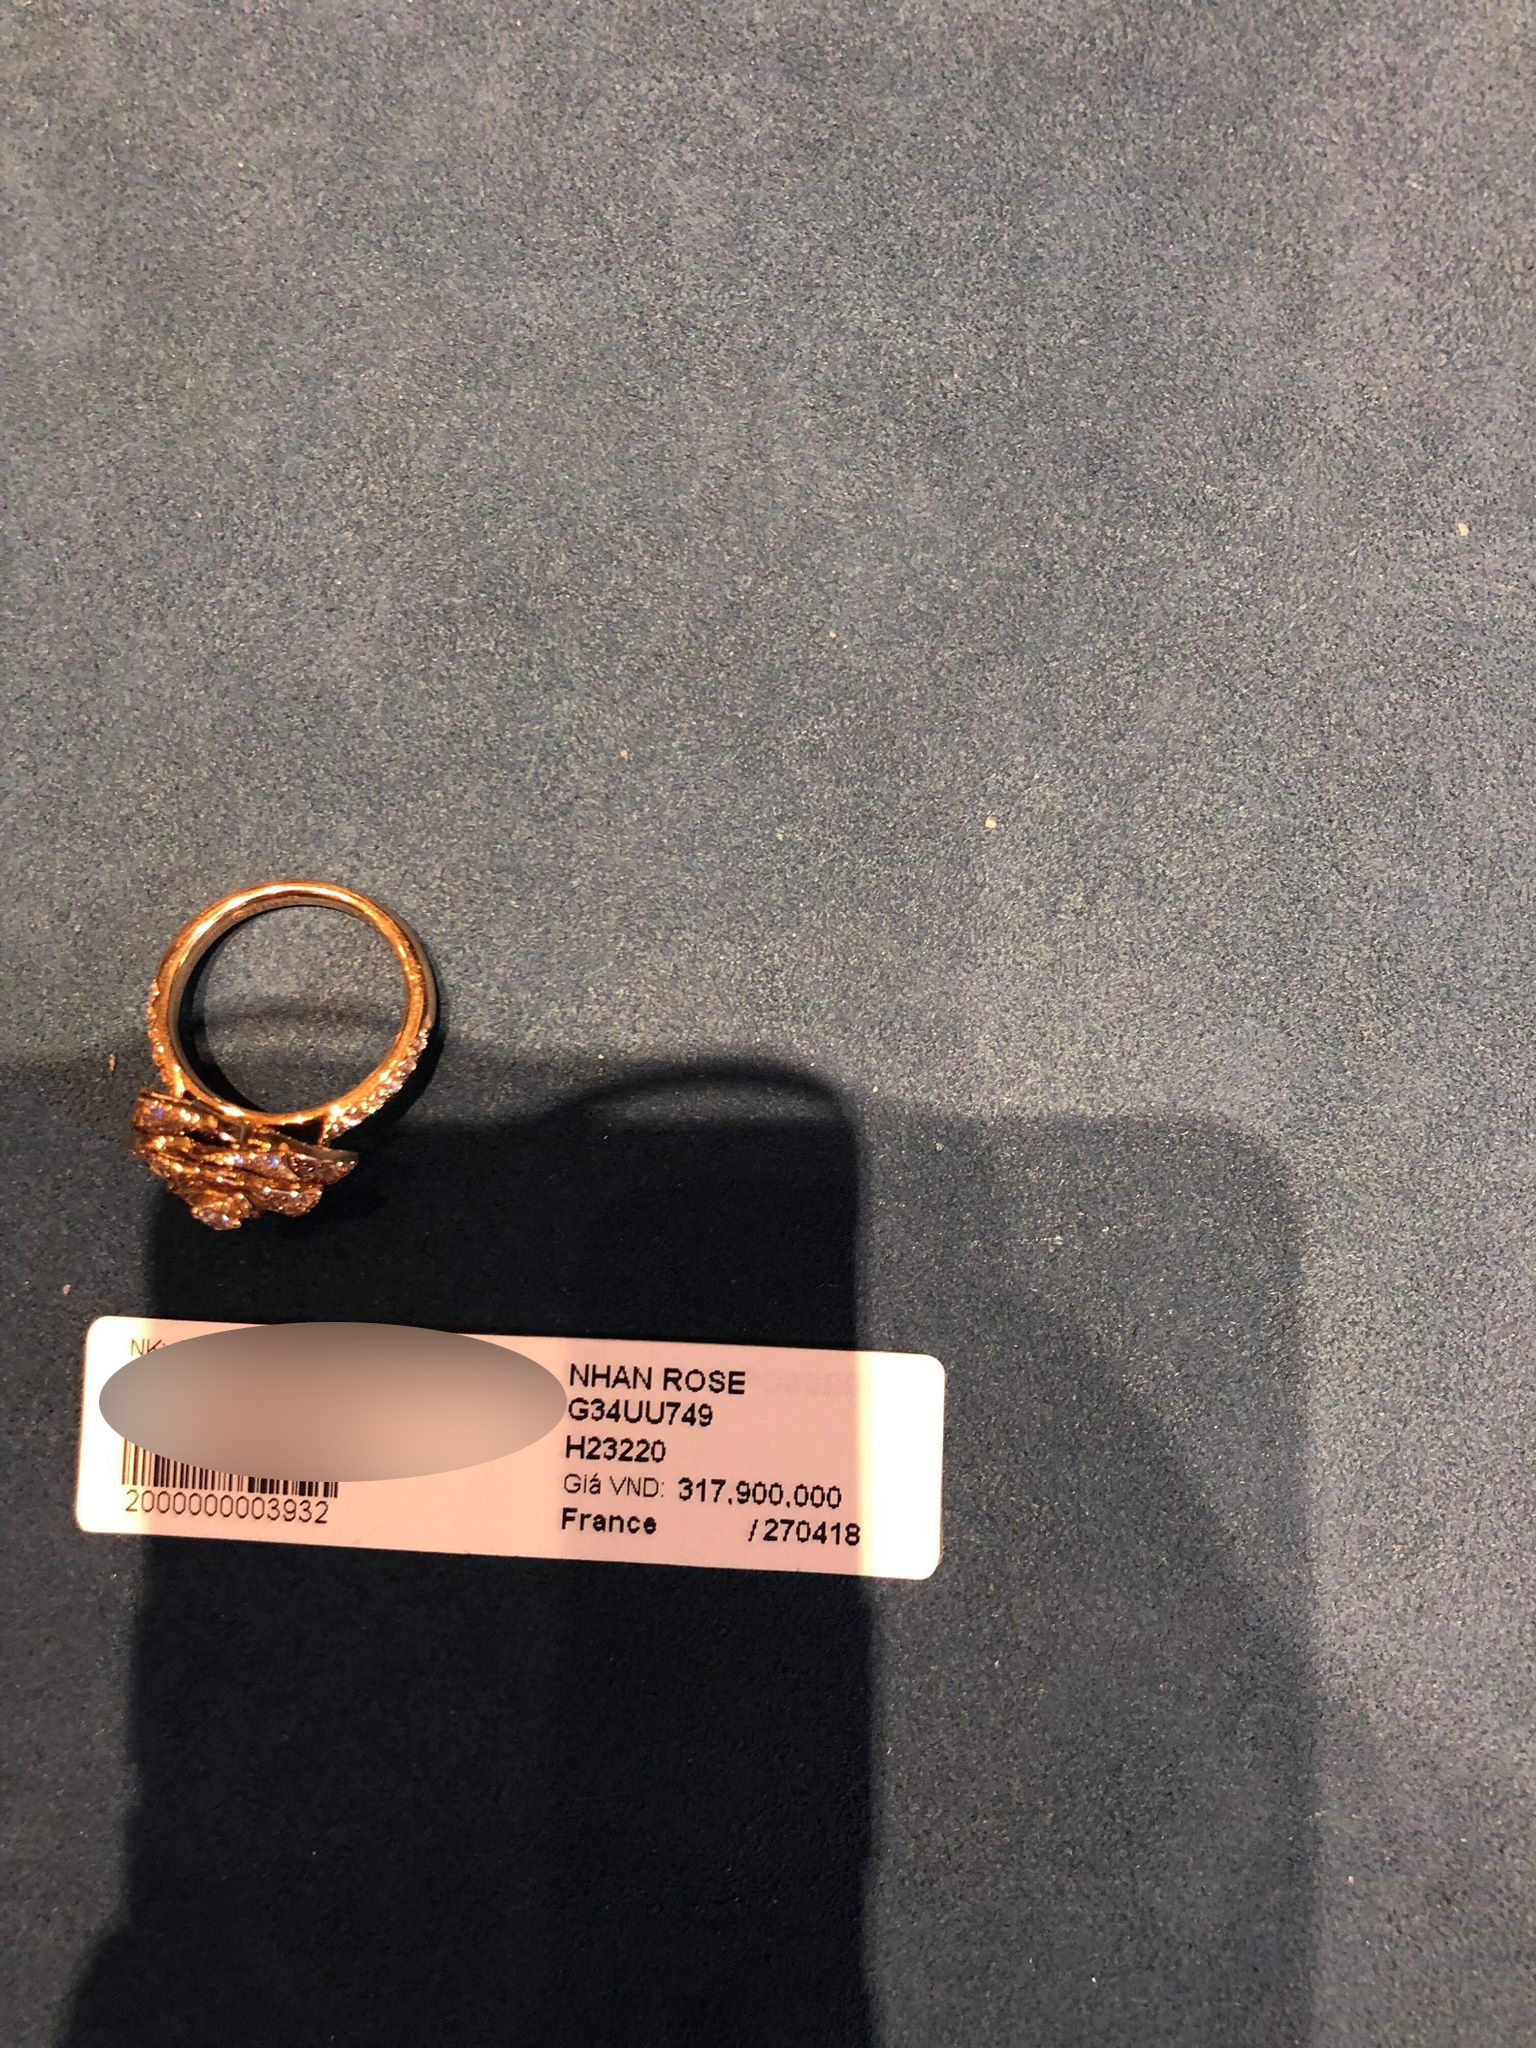 NHAN ROSE
G34UU749
H23220
Giá VND: 317,900,000
France /270418
2000000003932